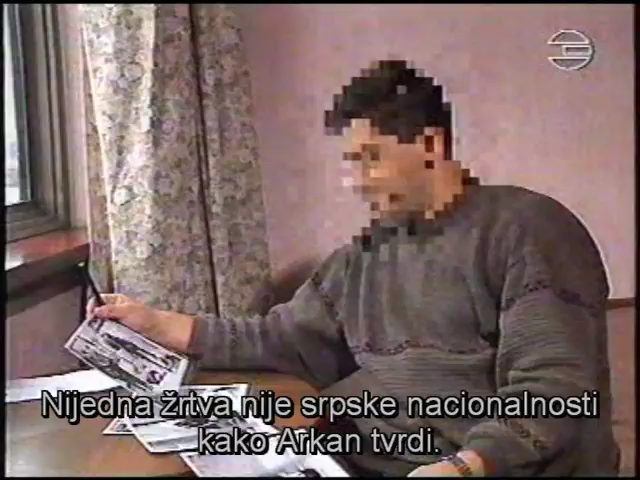 Nijedna žrtva nije srpske nacionalnosti
kako Arkan tvrdi.